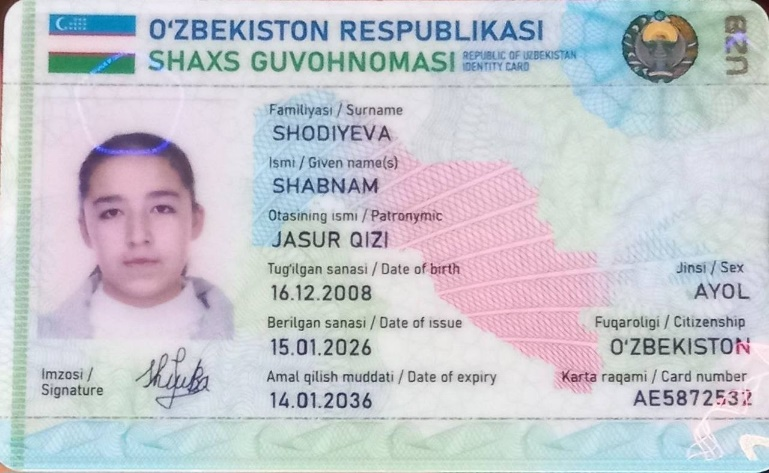 O‘ZBEKISTON RESPUBLIKASI
SHAXS GUVOHNOMASI
REPUBLIC OF UZBEKISTAN
IDENTITY CARD
UZB
Familiyasi / Surname
SHODIYEVA
Ismi / Given name(s)
SHABNAM
Otasining ismi / Patronymic
JASUR QIZI
Tug‘ilgan sanasi / Date of birth
16.12.2008
Jinsi / Sex
AYOL
Berilgan sanasi / Date of issue
15.01.2026
Fuqaroligi / Citizenship
O‘ZBEKISTON
Imzosi /
Signature
Amal qilish muddati / Date of expiry
14.01.2036
Karta raqami / Card number
AE5872532